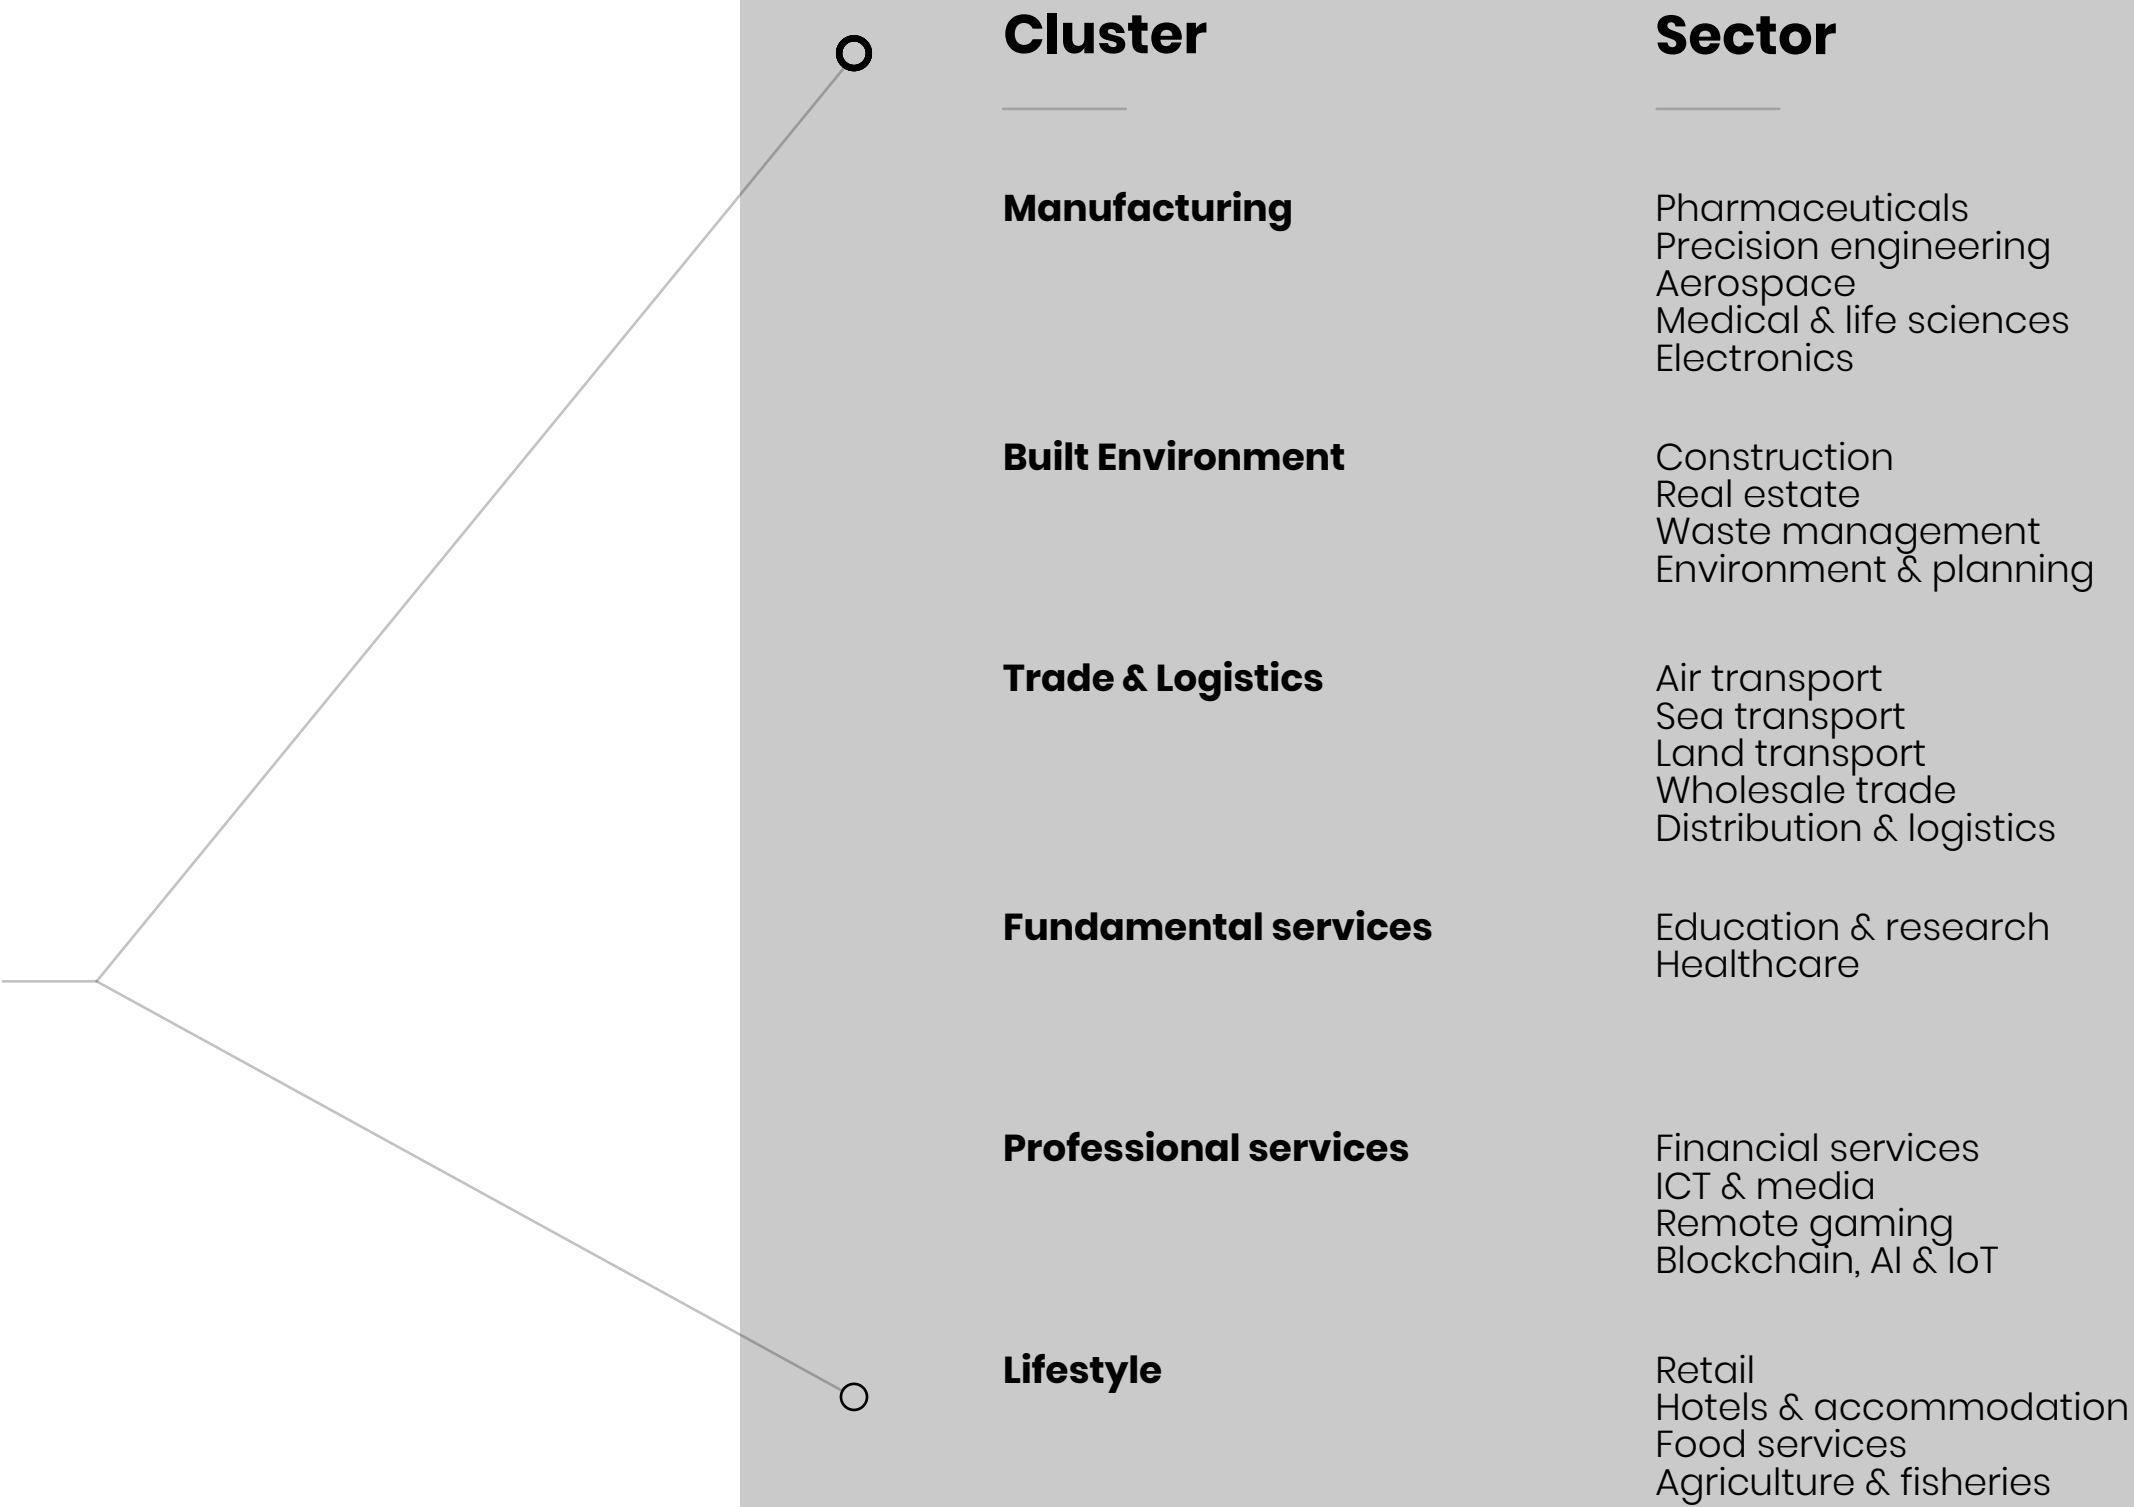 Cluster
Sector
Manufacturing
Pharmaceuticals
Precision engineering
Aerospace
Medical & life sciences
Electronics
Built Environment
Construction
Real estate
Waste management
Environment & planning
Trade & Logistics
Air transport
Sea transport
Land transport
Wholesale trade
Distribution & logistics
Fundamental services
Education & research
Healthcare
Professional services
Financial services
ICT & media
Remote gaming
Blockchain, AI & IoT
Lifestyle
Retail
Hotels & accommodation
Food services
Agriculture & fisheries